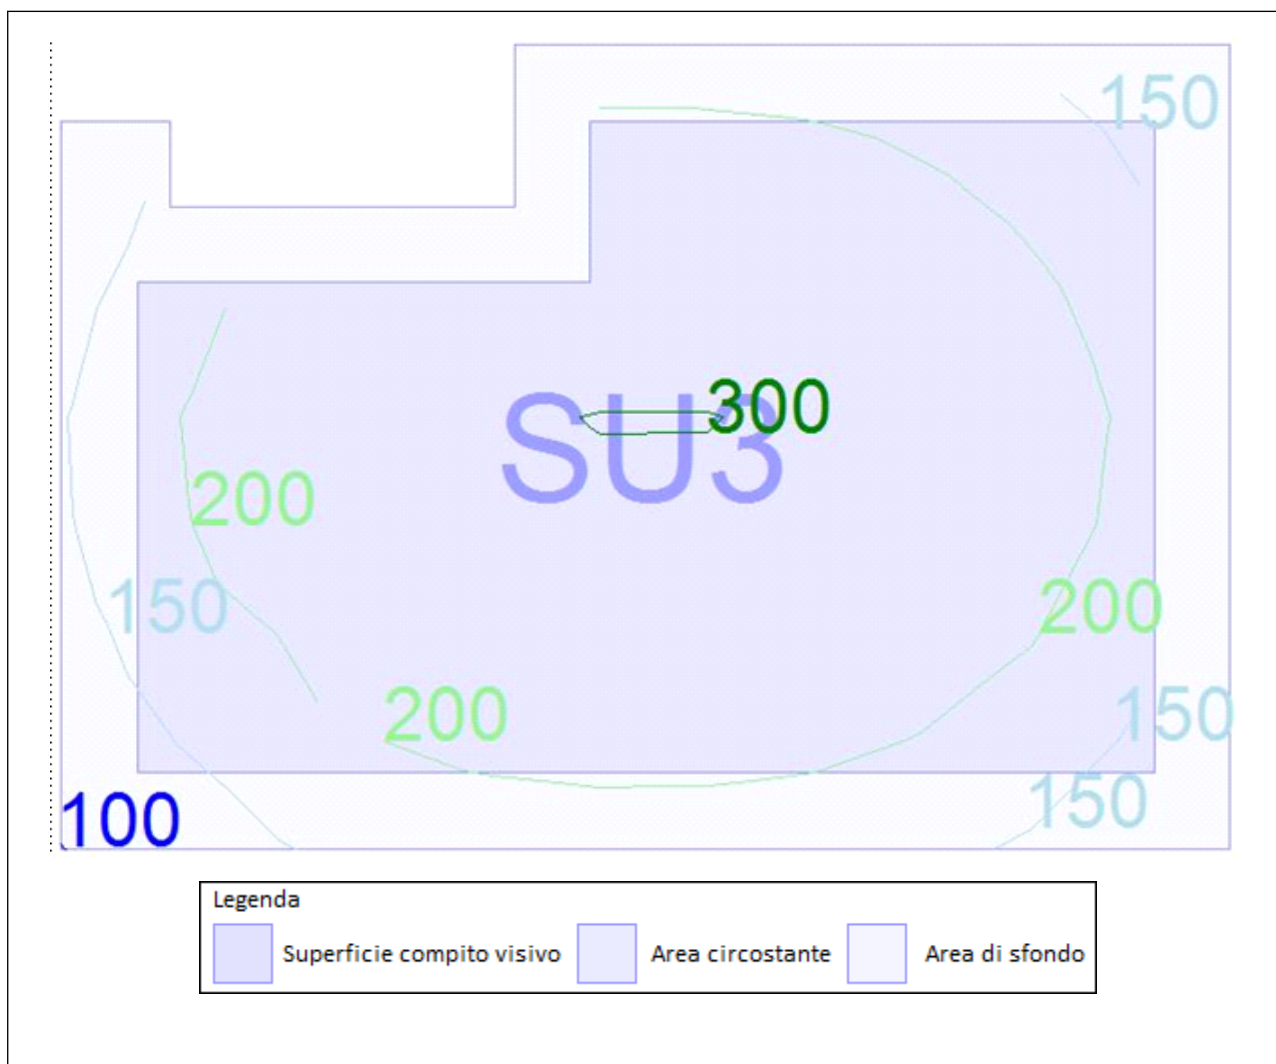 150
SU3
300
200
150
200
200
150
150
100
Legenda
Superficie compito visivo
Area circostante
Area di sfondo